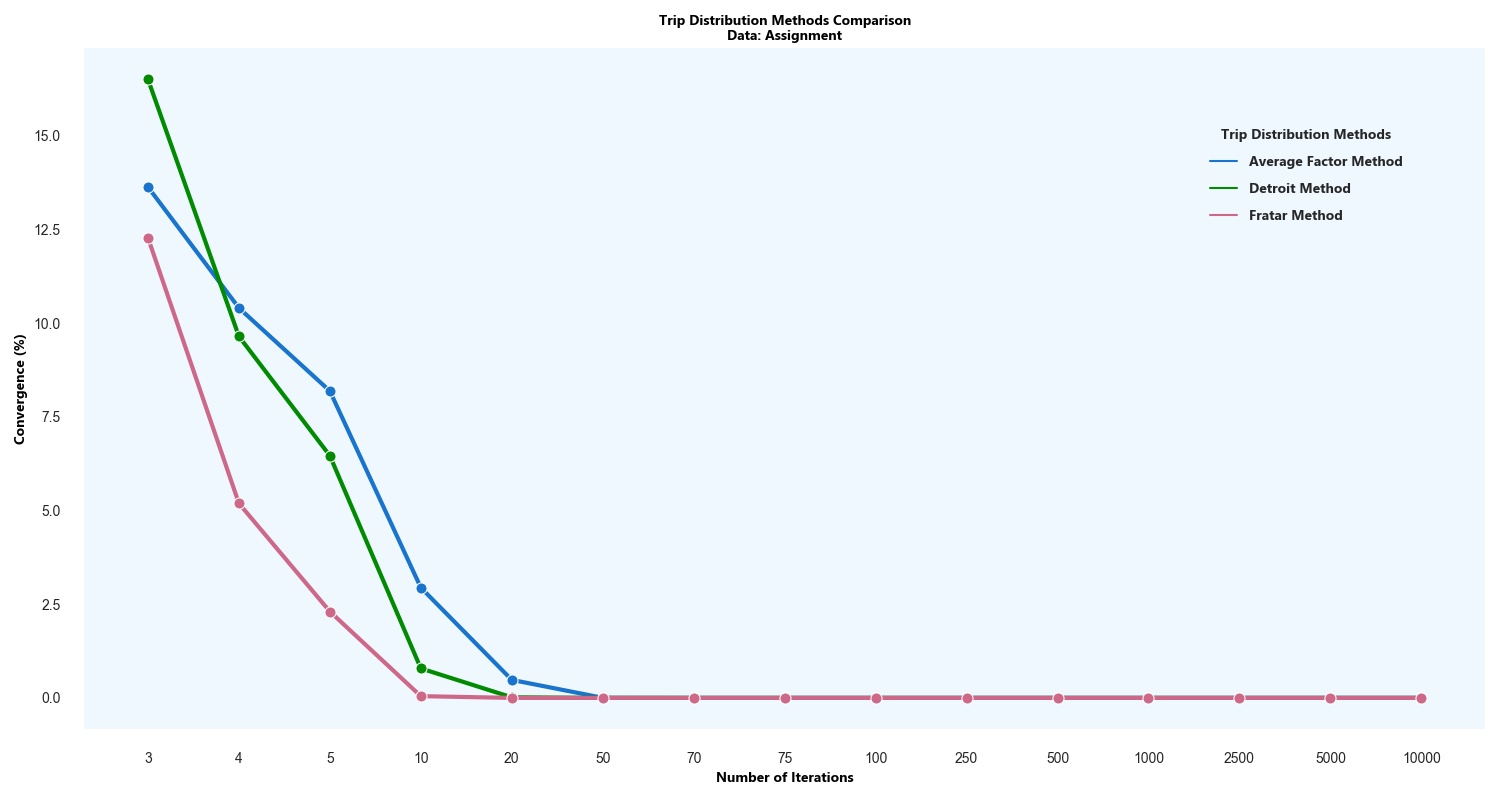 Trip Distribution Methods Comparison
Data: Assignment
Convergence (%)
15.0
12.5
10.0
7.5
5.0
2.5
0.0
Trip Distribution Methods
Average Factor Method
Detroit Method
Fratar Method
3 4 5 10 20 50 70 75 100 250 500 1000 2500 5000 10000
Number of Iterations